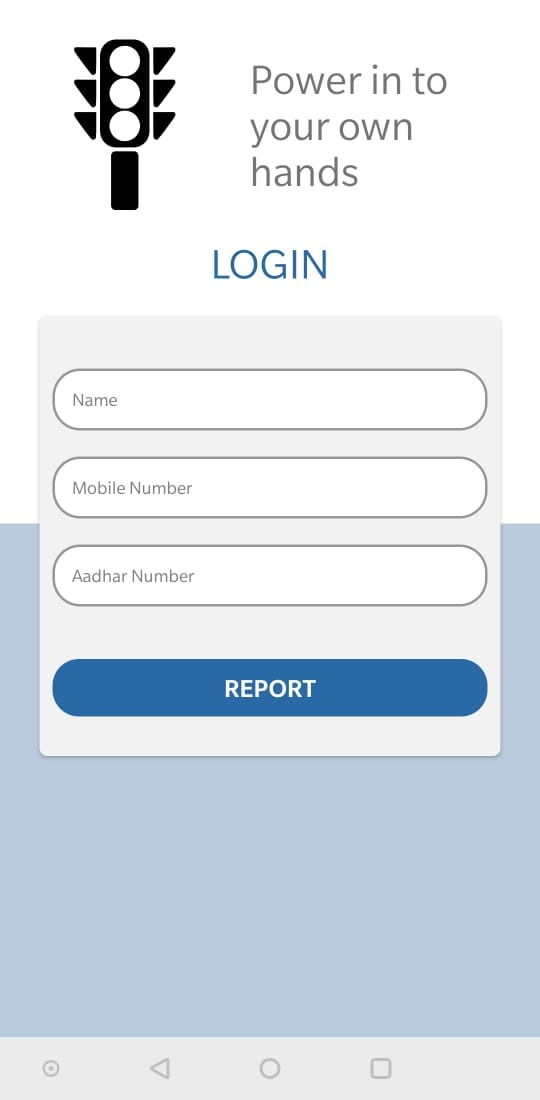 Power in to
your own
hands
LOGIN
Name
Mobile Number
Aadhar Number
REPORT